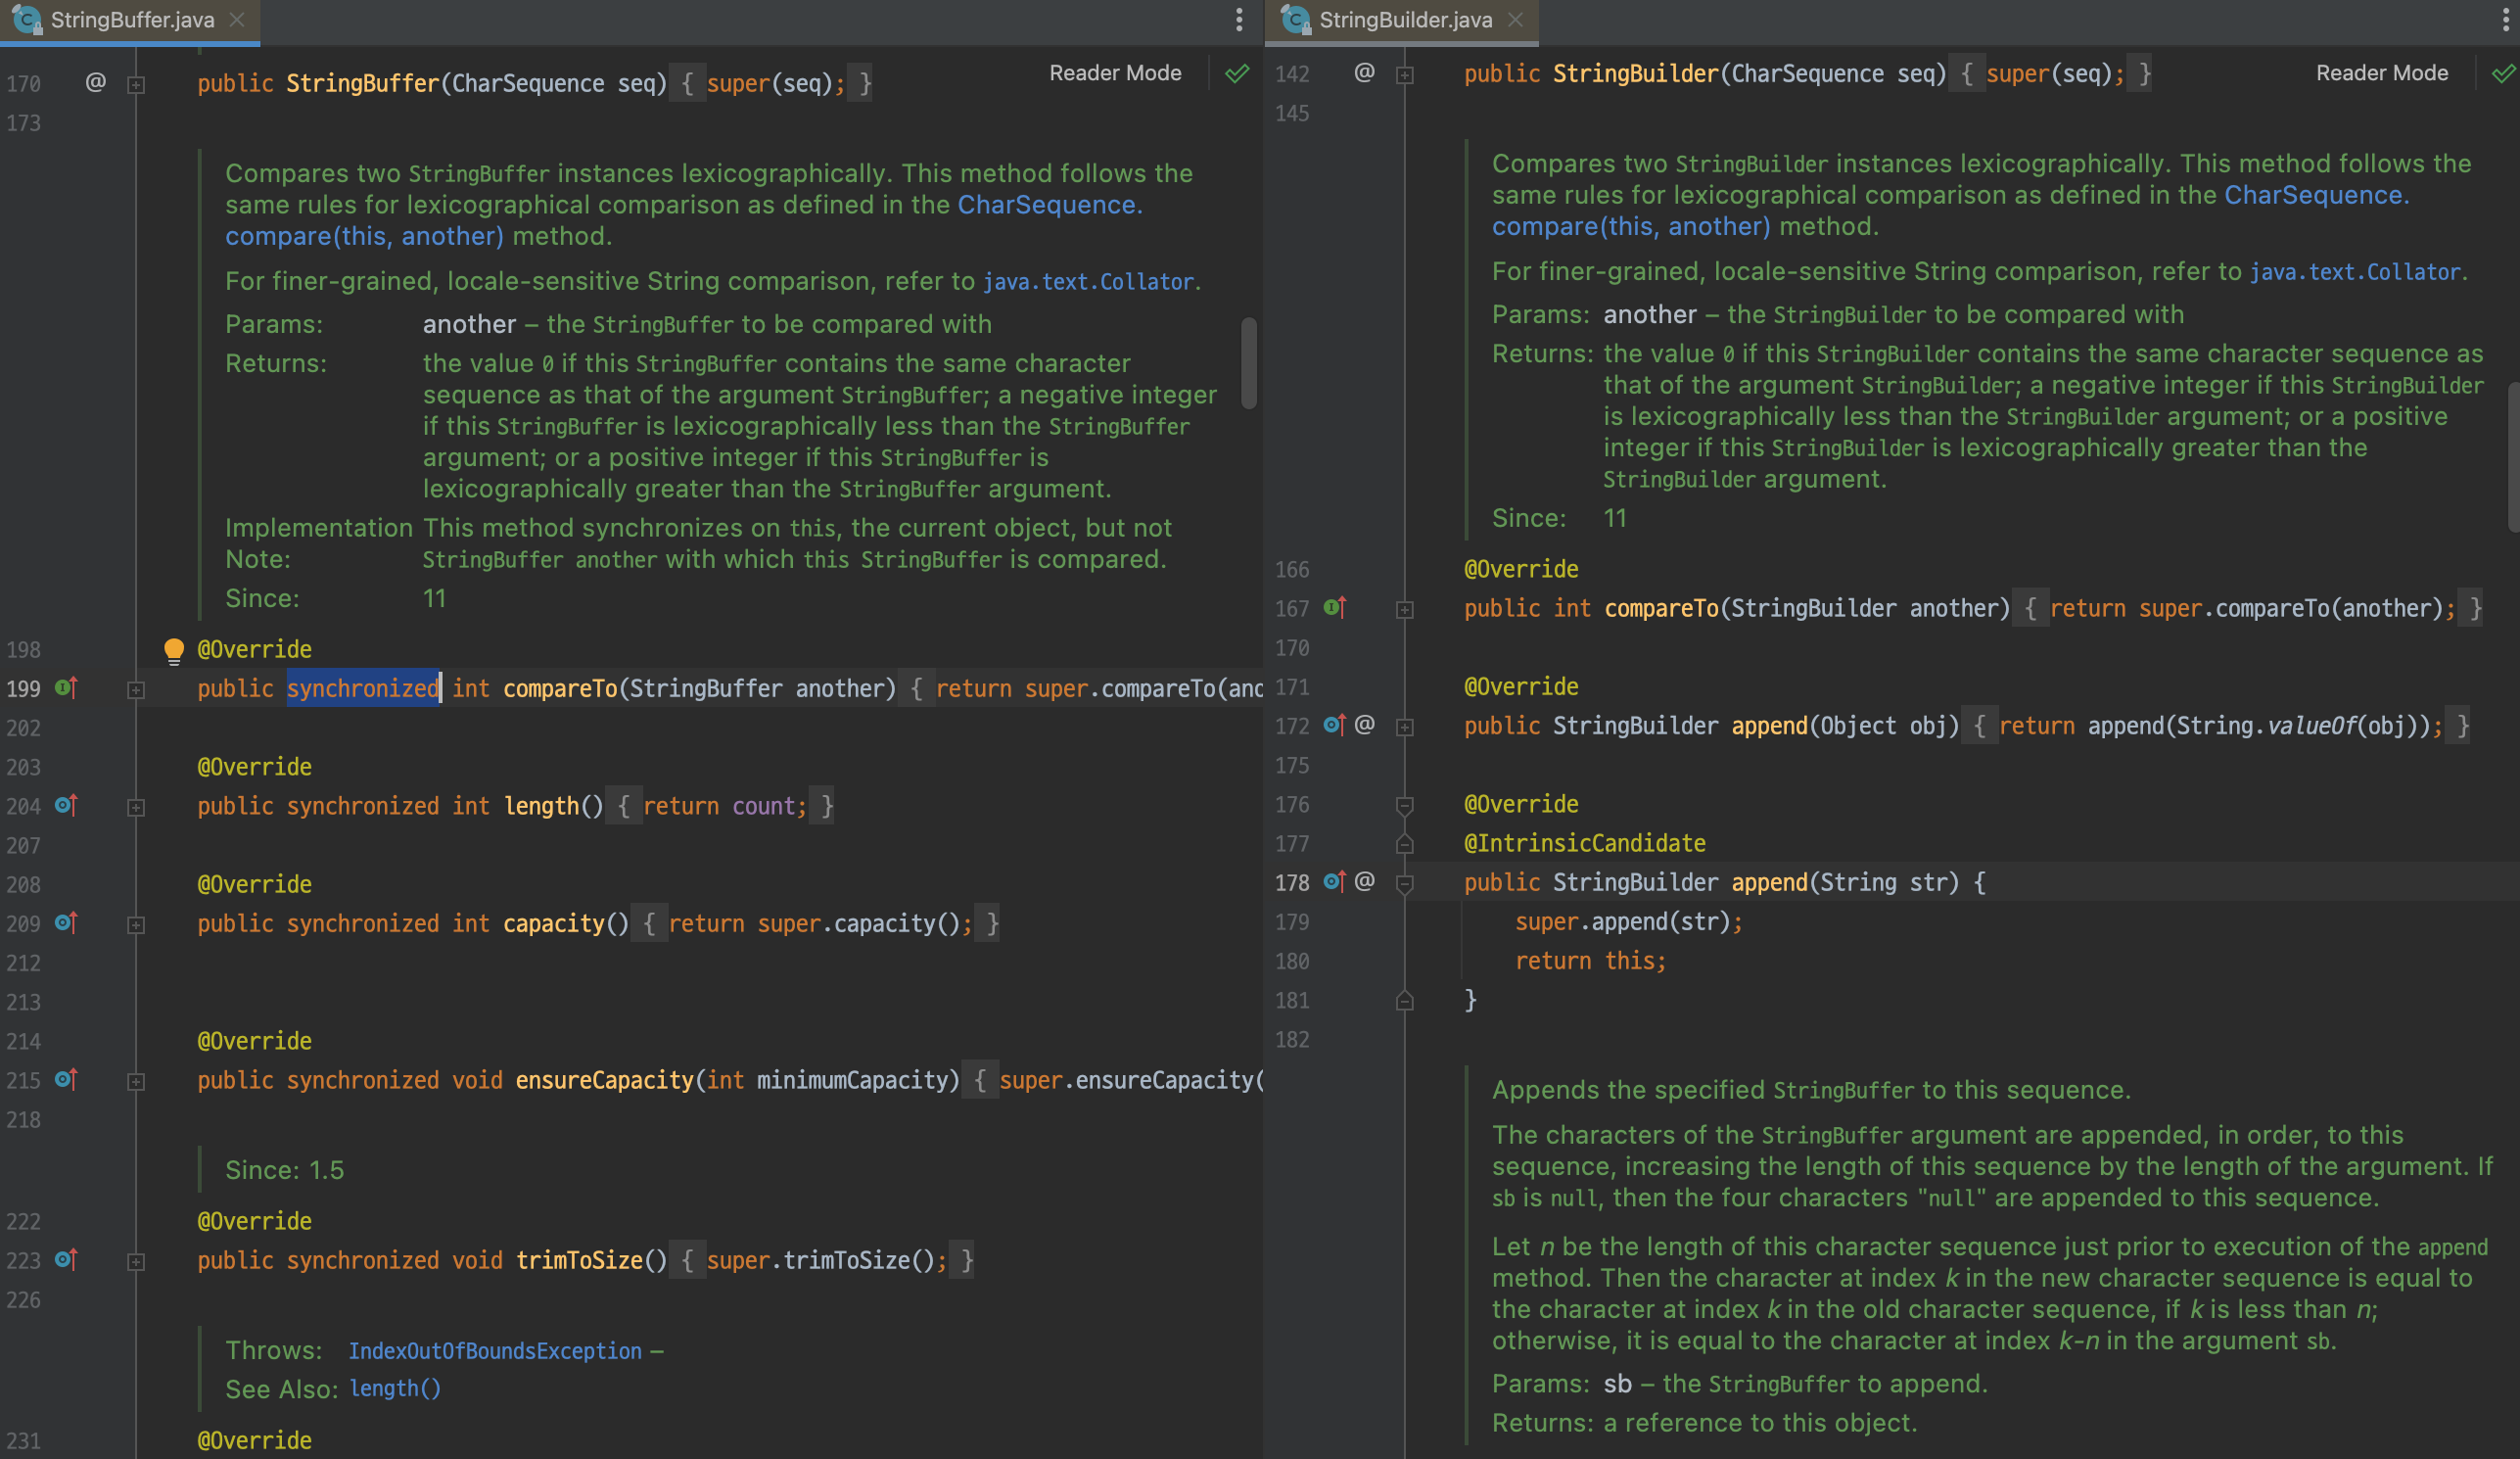 StringBuffer.java
170 @ public StringBuffer(CharSequence seq) { super(seq); }
Reader Mode
173
Compares two StringBuffer instances lexicographically. This method follows the
same rules for lexicographical comparison as defined in the CharSequence.
compare(this, another) method.
For finer-grained, locale-sensitive String comparison, refer to java.text.Collator.
Params: another – the StringBuffer to be compared with
Returns: the value 0 if this StringBuffer contains the same character
sequence as that of the argument StringBuffer; a negative integer
if this StringBuffer is lexicographically less than the StringBuffer
argument; or a positive integer if this StringBuffer is
lexicographically greater than the StringBuffer argument.
Implementation This method synchronizes on this, the current object, but not
Note: StringBuffer another with which this StringBuffer is compared.
Since: 11
198 @Override
199 public synchronized int compareTo(StringBuffer another) { return super.compareTo(ano
202
203 @Override
204 public synchronized int length() { return count; }
207
208 @Override
209 public synchronized int capacity() { return super.capacity(); }
212
213
214 @Override
215 public synchronized void ensureCapacity(int minimumCapacity) { super.ensureCapacity(
218
Since: 1.5
222 @Override
223 public synchronized void trimToSize() { super.trimToSize(); }
226
Throws: IndexOutOfBoundsException –
See Also: length()
231 @Override
StringBuilder.java
142 @ public StringBuilder(CharSequence seq) { super(seq); }
Reader Mode
145
Compares two StringBuilder instances lexicographically. This method follows the
same rules for lexicographical comparison as defined in the CharSequence.
compare(this, another) method.
For finer-grained, locale-sensitive String comparison, refer to java.text.Collator.
Params: another – the StringBuilder to be compared with
Returns: the value 0 if this StringBuilder contains the same character sequence as
that of the argument StringBuilder; a negative integer if this StringBuilder
is lexicographically less than the StringBuilder argument; or a positive
integer if this StringBuilder is lexicographically greater than the
StringBuilder argument.
Since: 11
166 @Override
167 public int compareTo(StringBuilder another) { return super.compareTo(another); }
170
171 @Override
172 @ public StringBuilder append(Object obj) { return append(String.valueOf(obj)); }
175
176 @Override
177 @IntrinsicCandidate
178 @ public StringBuilder append(String str) {
179 super.append(str);
180 return this;
181 }
182
Appends the specified StringBuffer to this sequence.
The characters of the StringBuffer argument are appended, in order, to this
sequence, increasing the length of this sequence by the length of the argument. If
sb is null, then the four characters "null" are appended to this sequence.
Let n be the length of this character sequence just prior to execution of the append
method. Then the character at index k in the new character sequence is equal to
the character at index k in the old character sequence, if k is less than n;
otherwise, it is equal to the character at index k-n in the argument sb.
Params: sb – the StringBuffer to append.
Returns: a reference to this object.